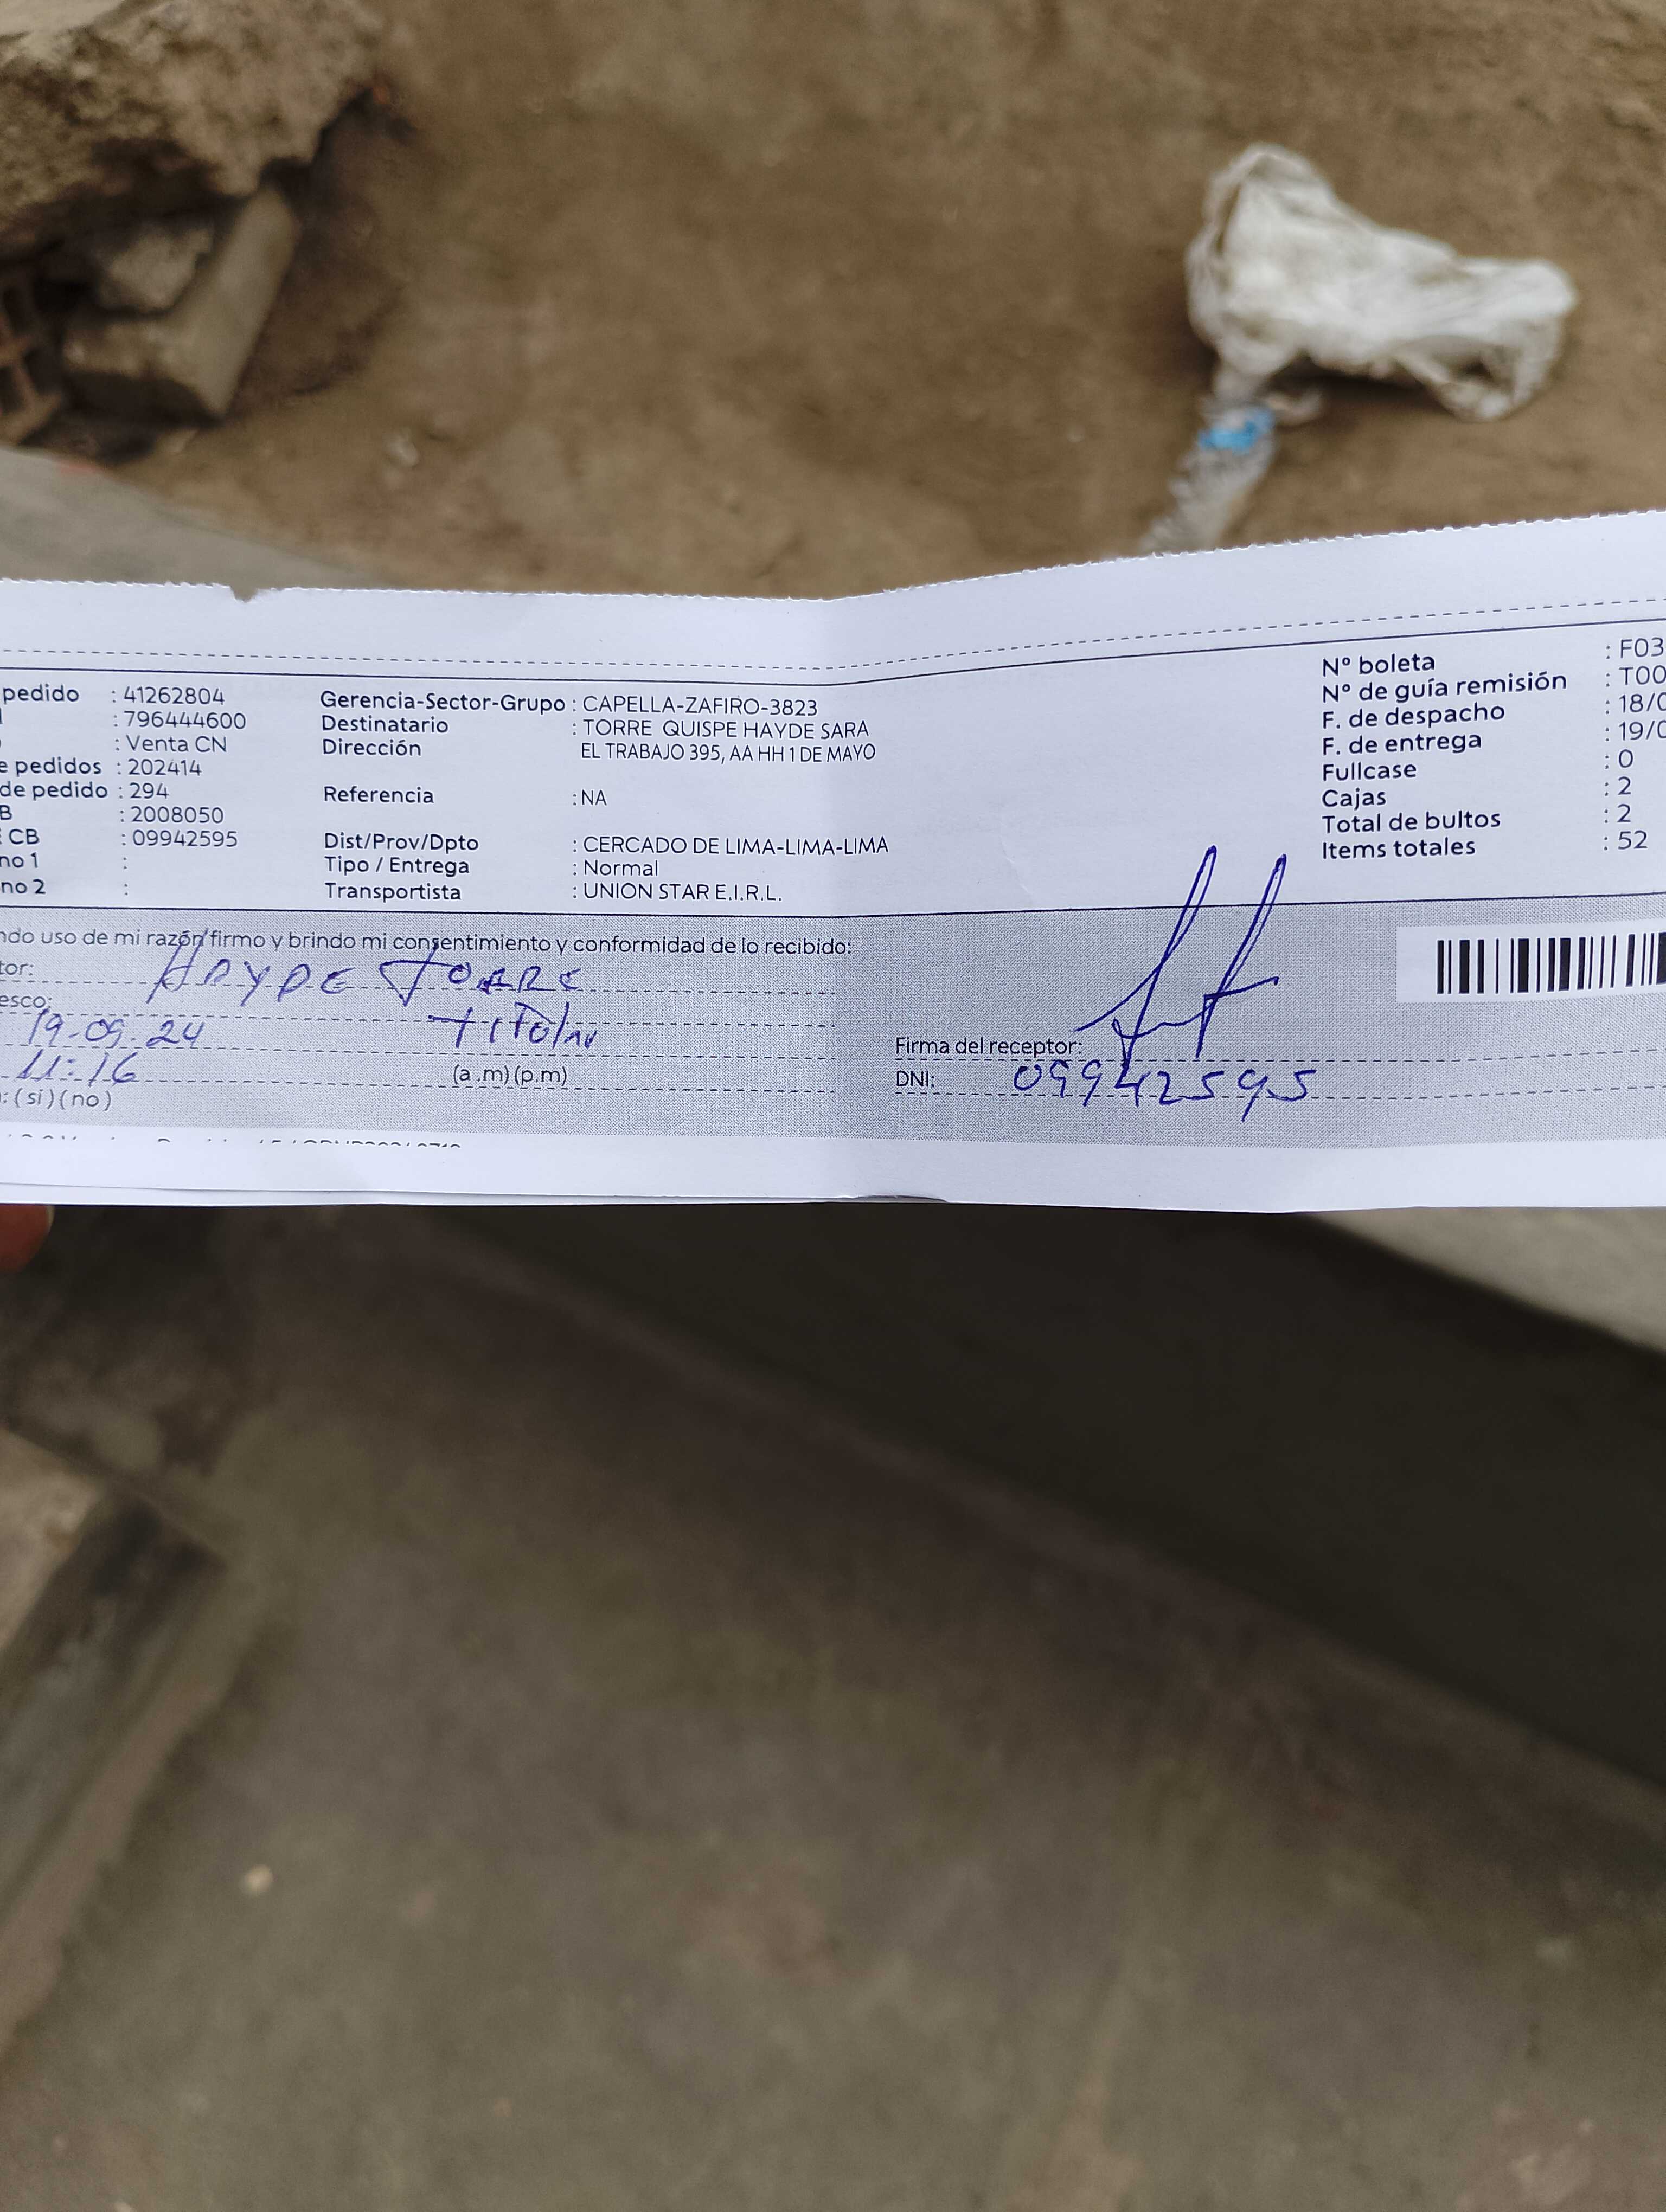 pedido : 41262804
: 796444600
: Venta CN
e pedidos : 202414
de pedido : 294
B : 2008050
CB : 09942595
no 1 :
no 2 :
Gerencia-Sector-Grupo : CAPELLA-ZAFIRO-3823
Destinatario : TORRE QUISPE HAYDE SARA
Dirección EL TRABAJO 395, AA HH 1 DE MAYO
Referencia : NA
Dist/Prov/Dpto : CERCADO DE LIMA-LIMA-LIMA
Tipo / Entrega : Normal
Transportista : UNION STAR E.I.R.L.
Nº boleta : F03
Nº de guía remisión : T00
F. de despacho : 18/0
F. de entrega : 19/0
Fullcase : 0
Cajas : 2
Total de bultos : 2
Items totales : 52
ndo uso de mi razón firmo y brindo mi consentimiento y conformidad de lo recibido:
tor: HAYDE TORRE
esco: Titular
19-09-24
11:16 (a .m) (p.m)
: ( si ) ( no )
Firma del receptor:
DNI: 09942595